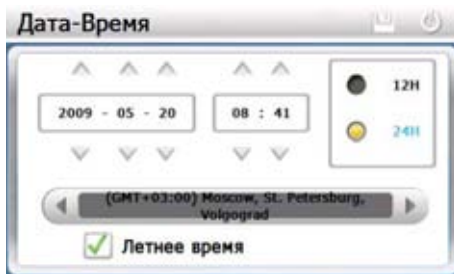 Дата-Время
2009 - 05 - 20
08 : 41
12H
24H
(GMT+03:00) Moscow, St. Petersburg,
Volgograd
Летнее время